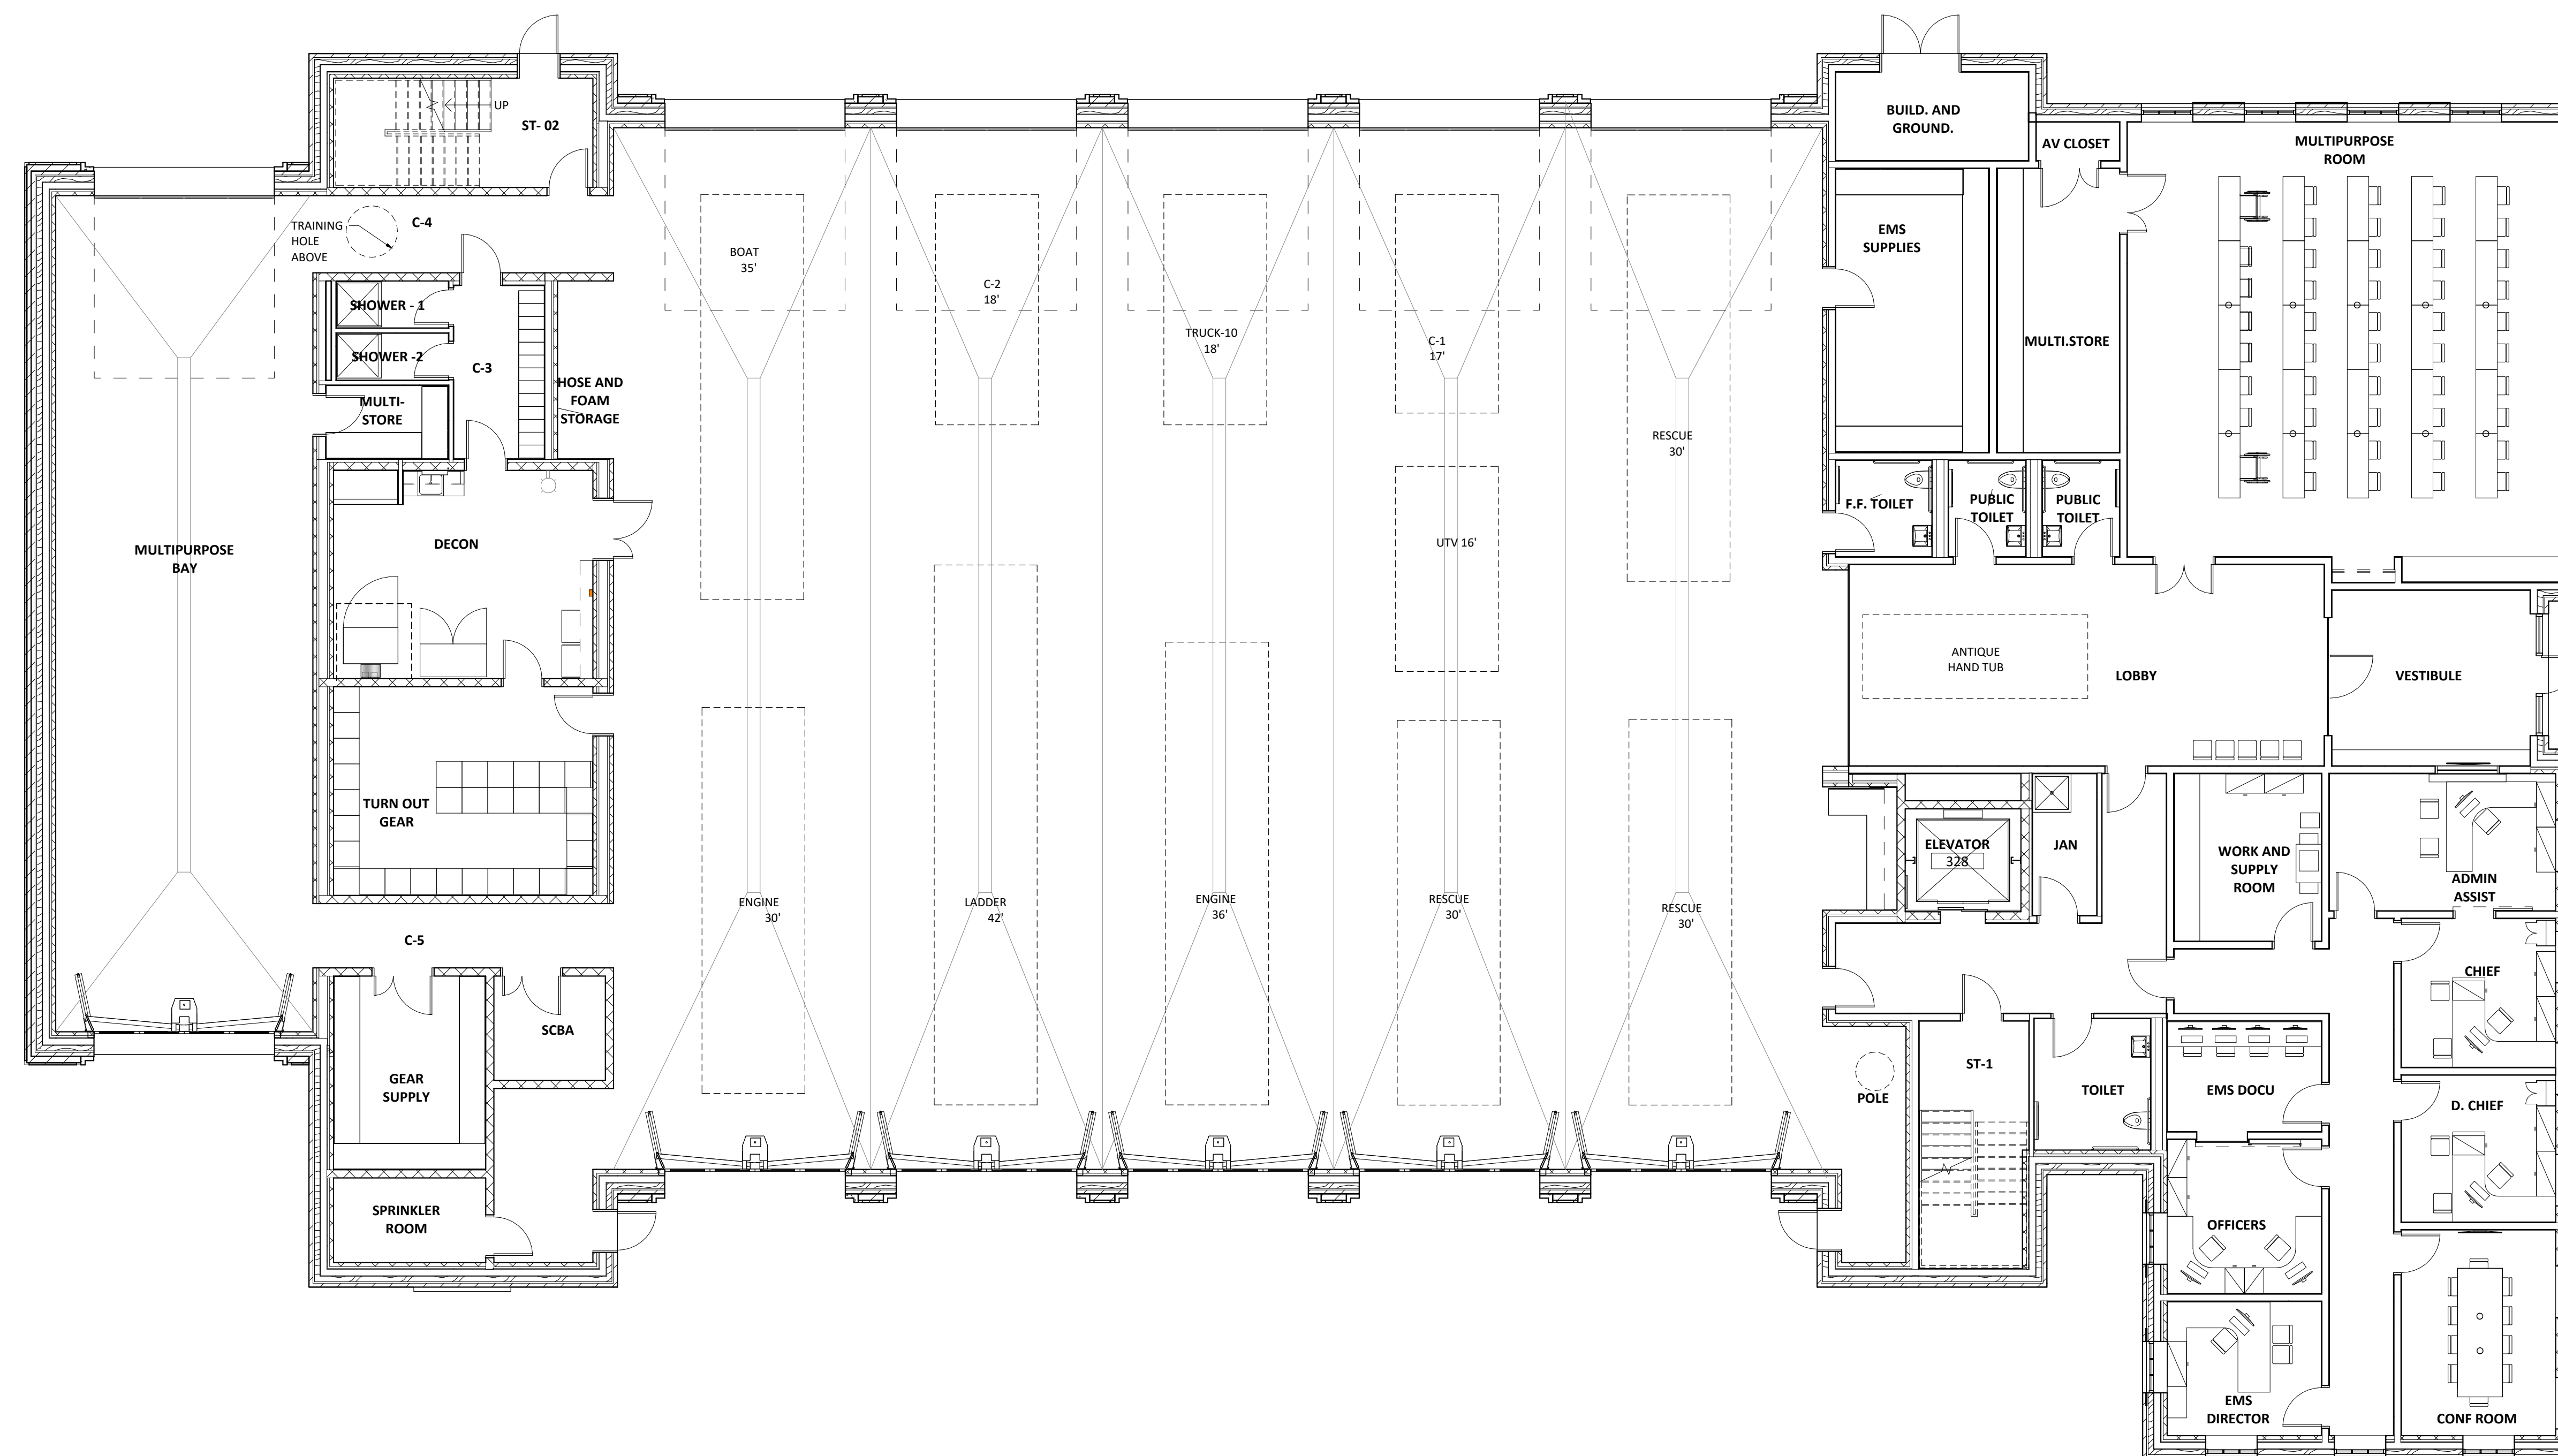 UP
ST- 02
TRAINING
HOLE
ABOVE
C-4
SHOWER - 1
SHOWER -2
C-3
MULTI-
STORE
HOSE AND
FOAM
STORAGE
MULTIPURPOSE
BAY
DECON
TURN OUT
GEAR
C-5
SCBA
GEAR
SUPPLY
SPRINKLER
ROOM
BOAT
35'
C-2
18'
TRUCK-10
18'
C-1
17'
RESCUE
30'
UTV 16'
ENGINE
30'
LADDER
42'
ENGINE
36'
RESCUE
30'
RESCUE
30'
BUILD. AND
GROUND.
AV CLOSET
MULTIPURPOSE
ROOM
EMS
SUPPLIES
MULTI.STORE
F.F. TOILET
PUBLIC
TOILET
PUBLIC
TOILET
ANTIQUE
HAND TUB
LOBBY
VESTIBULE
ELEVATOR
328
JAN
WORK AND
SUPPLY
ROOM
ADMIN
ASSIST
CHIEF
ST-1
POLE
TOILET
EMS DOCU
D. CHIEF
OFFICERS
EMS
DIRECTOR
CONF ROOM